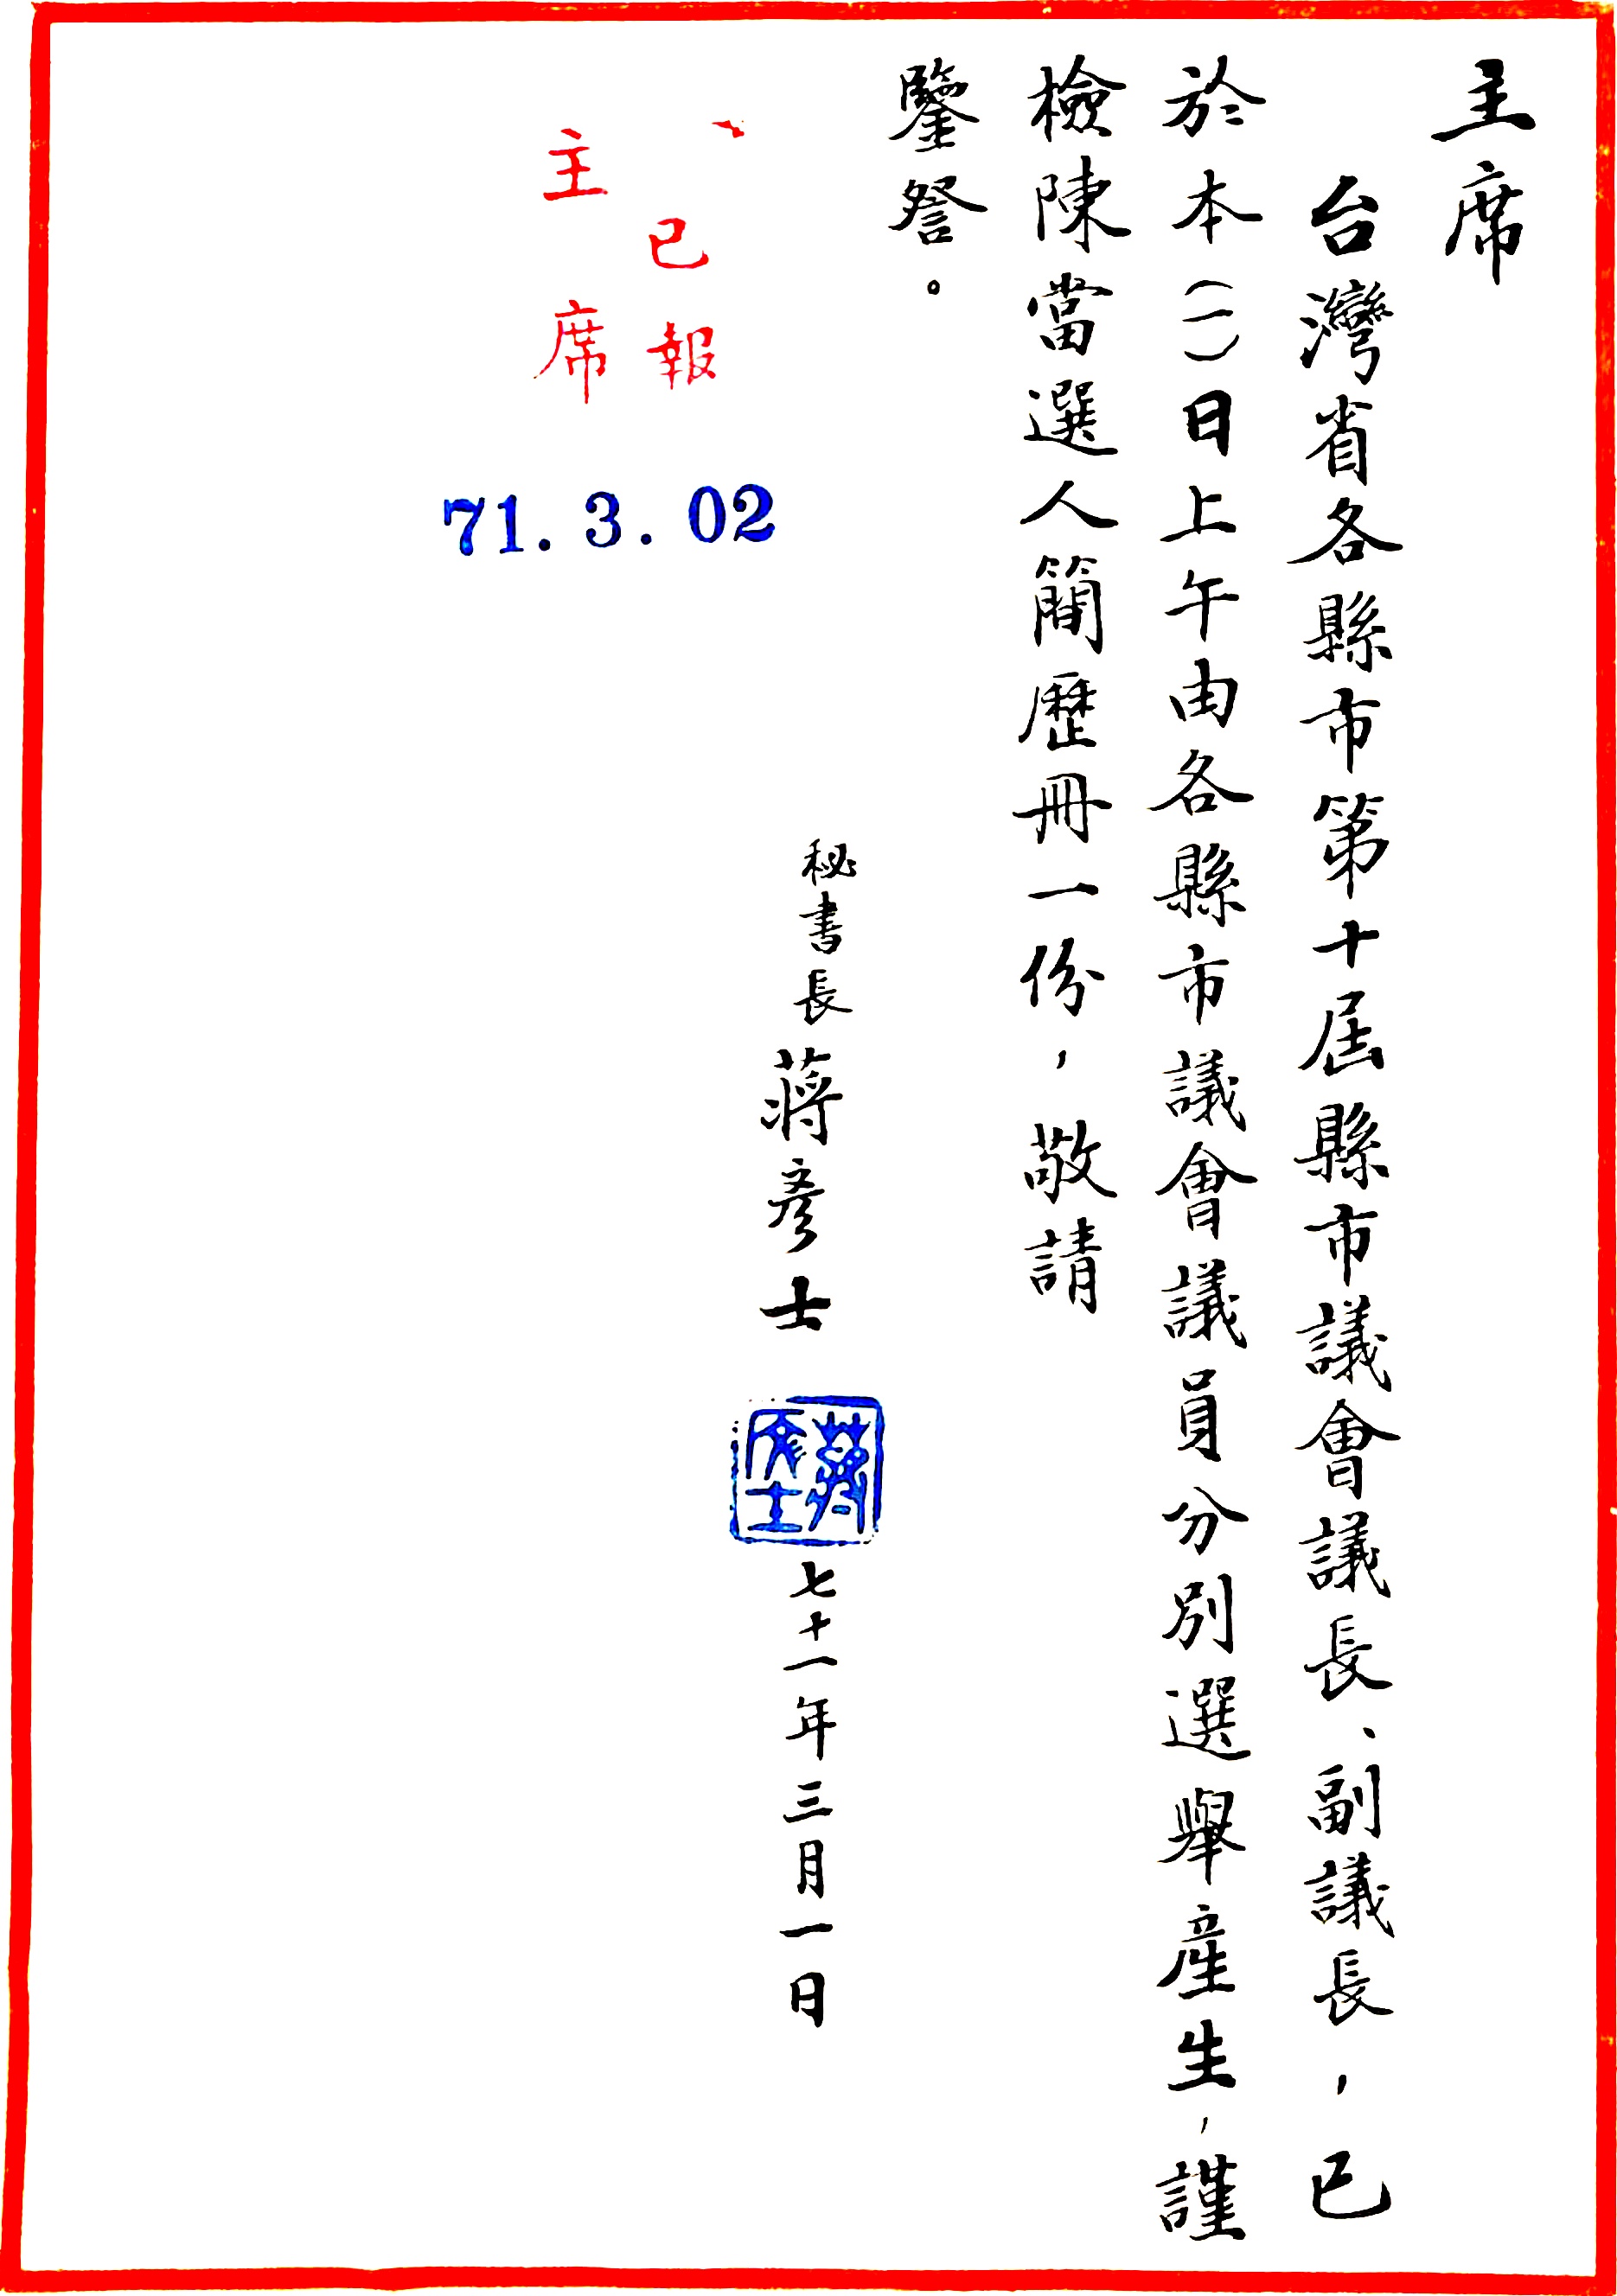 主席
台灣省各縣市第十屆縣市議會議長、副議長，已
於本(一)日上午由各縣市議會議員分別選舉產生，謹
檢陳當選人簡歷冊一份，敬請
鑒詧。
秘書長蔣彥士
蔣彥士
七十一年三月一日
、已報
主席
71.3.02